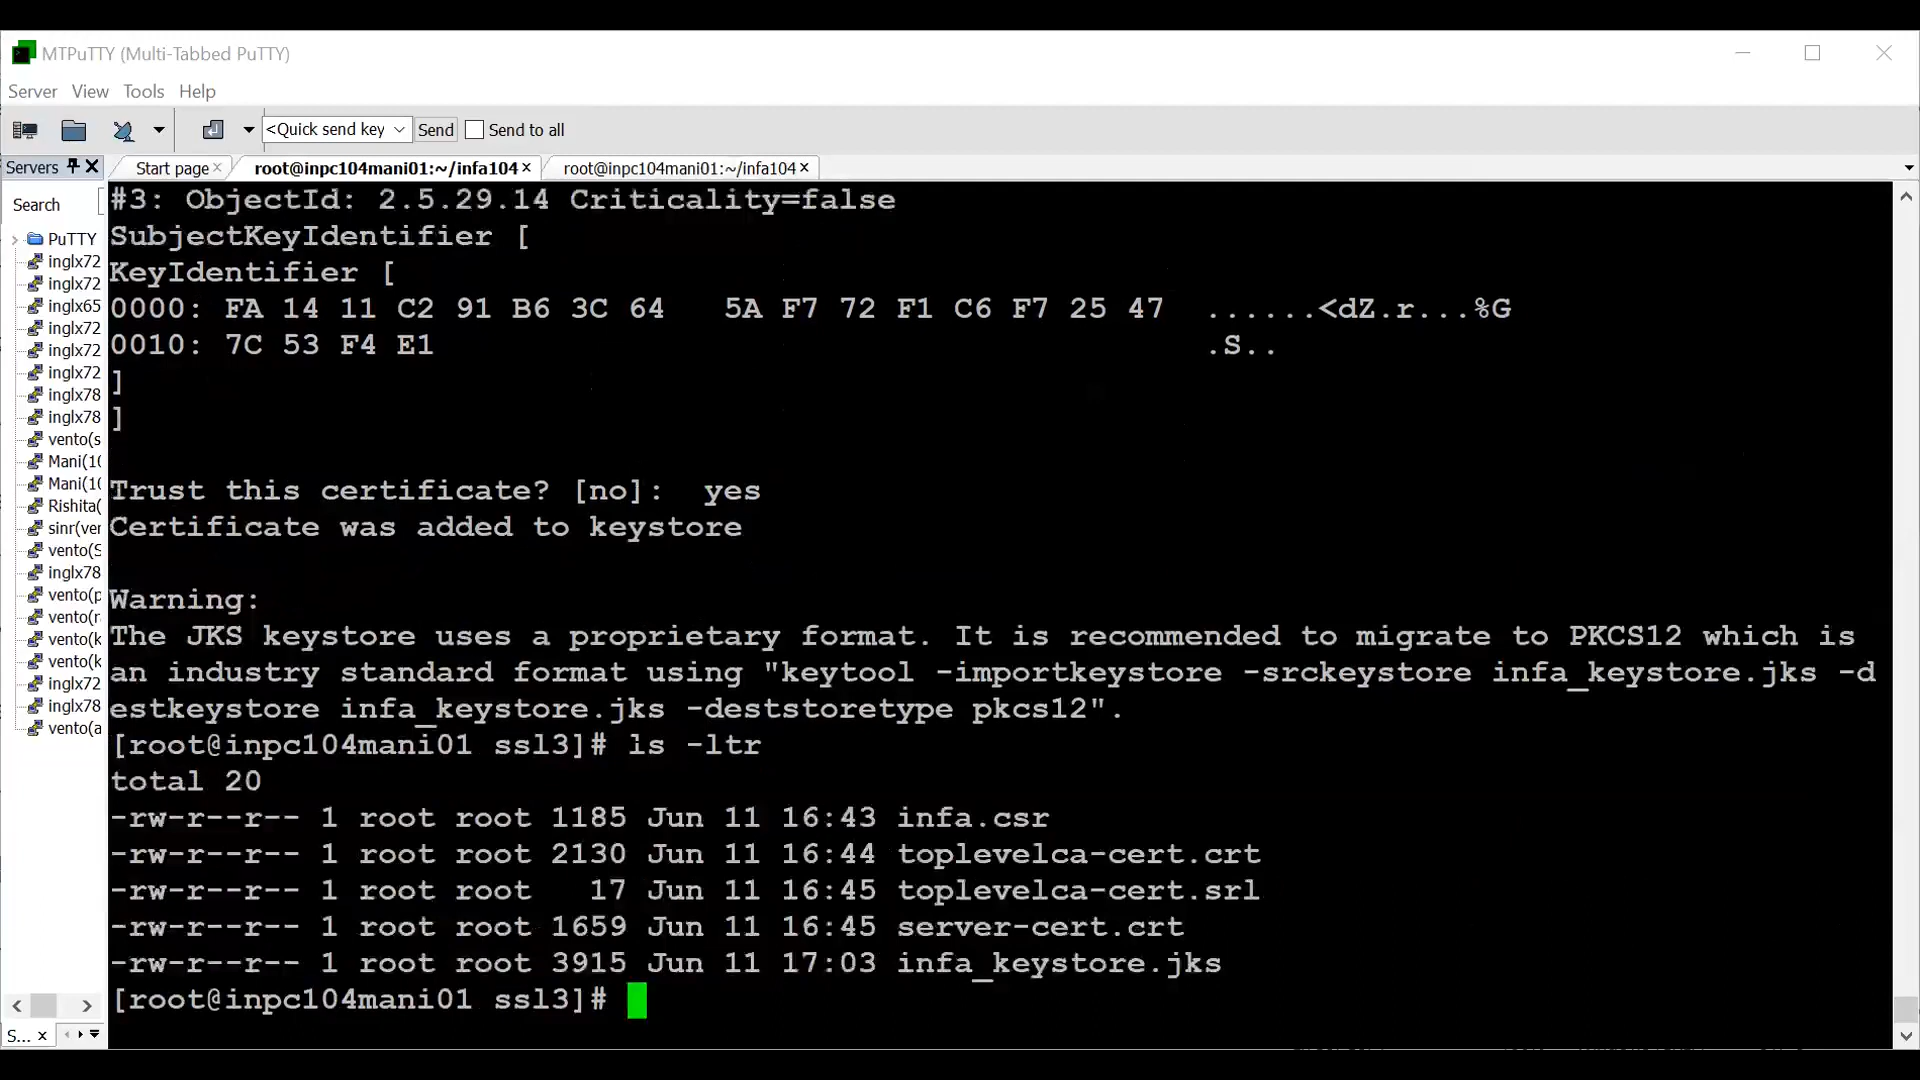 MTPuTTY (Multi-Tabbed PuTTY)
Server View Tools Help
<Quick send key Send Send to all
Servers Start page root@inpc104mani01:~/infa104 root@inpc104mani01:~/infa104
Search
PuTTY
inglx72
inglx72
inglx65
inglx72
inglx72
inglx72
inglx78
inglx78
vento(s
Mani(10
Mani(10
Rishita(
sinr(ver
vento(S
inglx78
vento(p
vento(r
vento(k
vento(k
inglx72
inglx78
vento(a
S...
#3: ObjectId: 2.5.29.14 Criticality=false
SubjectKeyIdentifier [
KeyIdentifier [
0000: FA 14 11 C2 91 B6 3C 64   5A F7 72 F1 C6 F7 25 47  ......<dZ.r...%G
0010: 7C 53 F4 E1                                        .S..
]
]
Trust this certificate? [no]:  yes
Certificate was added to keystore
Warning:
The JKS keystore uses a proprietary format. It is recommended to migrate to PKCS12 which is
an industry standard format using "keytool -importkeystore -srckeystore infa_keystore.jks -d
estkeystore infa_keystore.jks -deststoretype pkcs12".
[root@inpc104mani01 ssl3]# ls -ltr
total 20
-rw-r--r-- 1 root root 1185 Jun 11 16:43 infa.csr
-rw-r--r-- 1 root root 2130 Jun 11 16:44 toplevelca-cert.crt
-rw-r--r-- 1 root root   17 Jun 11 16:45 toplevelca-cert.srl
-rw-r--r-- 1 root root 1659 Jun 11 16:45 server-cert.crt
-rw-r--r-- 1 root root 3915 Jun 11 17:03 infa_keystore.jks
[root@inpc104mani01 ssl3]#